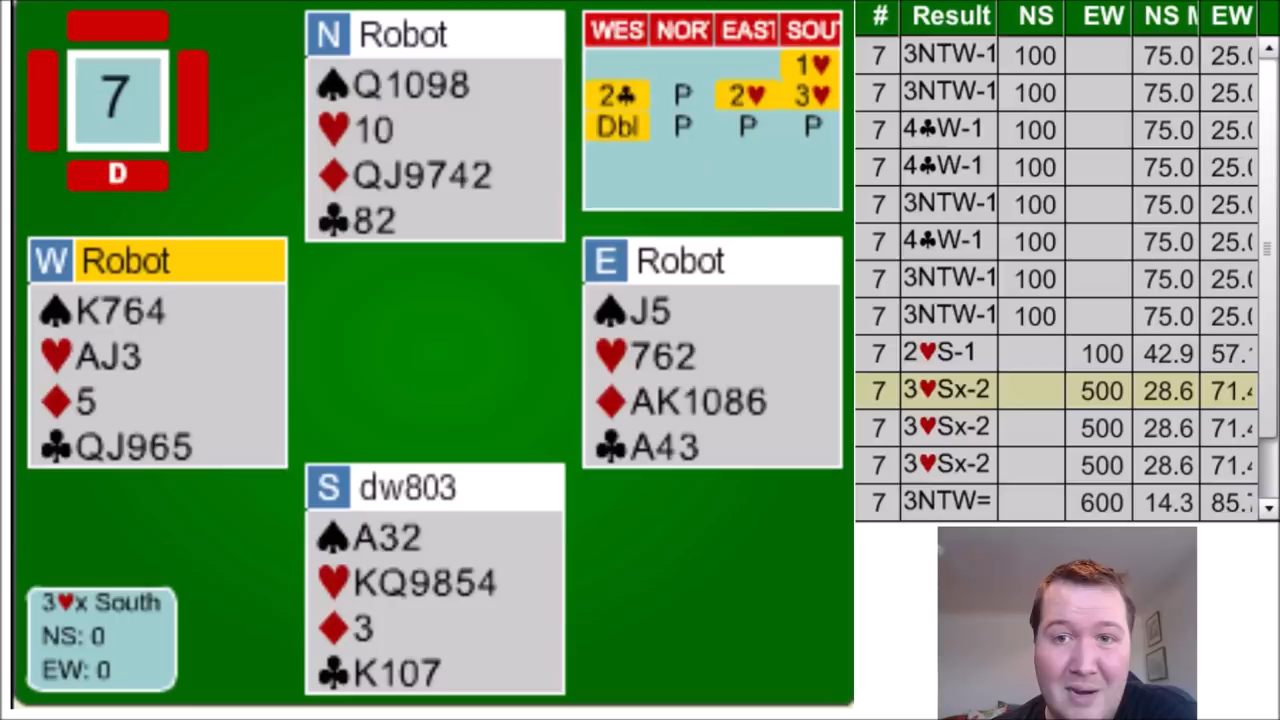 7
D
N Robot
♠Q1098
♥10
♦QJ9742
♣82
WES NOR EAST SOU
1♥
2♣ P 2♥ 3♥
Dbl P P P
W Robot
♠K764
♥AJ3
♦5
♣QJ965
E Robot
♠J5
♥762
♦AK1086
♣A43
S dw803
♠A32
♥KQ9854
♦3
♣K107
3♥x South
NS: 0
EW: 0
# Result NS EW NS M EW
7 3NTW-1 100 75.0 25.0
7 3NTW-1 100 75.0 25.0
7 4♣W-1 100 75.0 25.0
7 4♣W-1 100 75.0 25.0
7 3NTW-1 100 75.0 25.0
7 4♣W-1 100 75.0 25.0
7 3NTW-1 100 75.0 25.0
7 3NTW-1 100 75.0 25.0
7 2♥S-1 100 42.9 57.
7 3♥Sx-2 500 28.6 71.4
7 3♥Sx-2 500 28.6 71.4
7 3♥Sx-2 500 28.6 71.4
7 3NTW= 600 14.3 85.